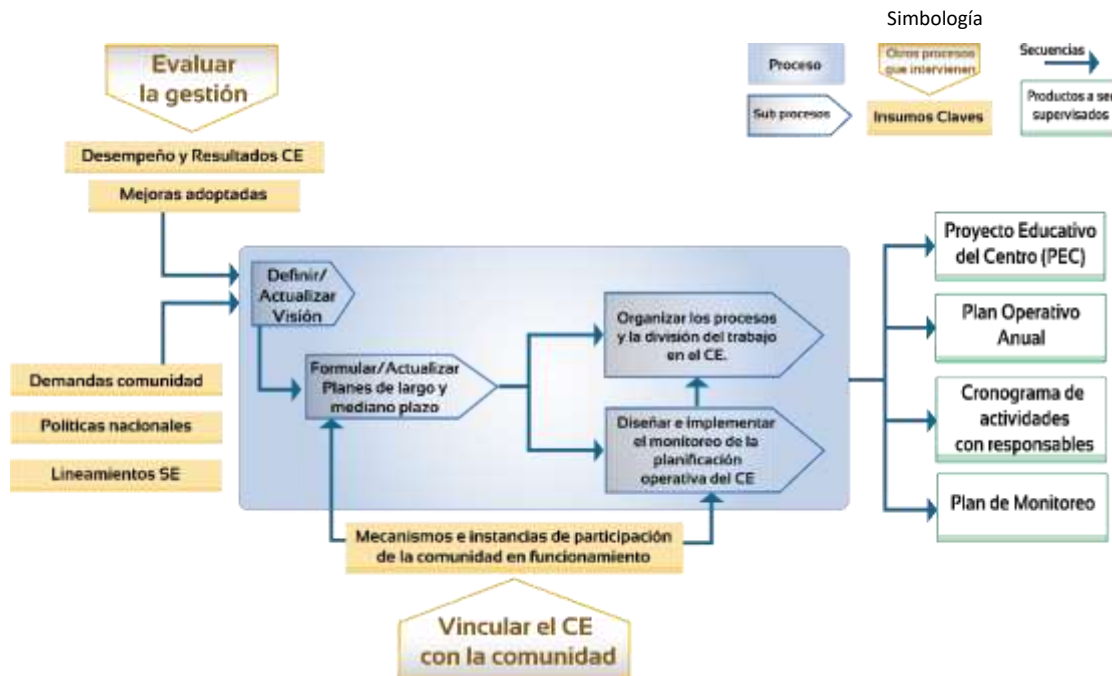 Simbología
Evaluar
la gestión
Proceso
Otros procesos
que intervienen
Secuencias
Sub procesos
Insumos Claves
Productos a ser
supervisados
Desempeño y Resultados CE
Mejoras adoptadas
Definir/
Actualizar
Visión
Formular/Actualizar
Planes de largo y
mediano plazo
Organizar los procesos
y la división del trabajo
en el CE.
Diseñar e implementar
el monitoreo de la
planificación
operativa del CE
Demandas comunidad
Políticas nacionales
Lineamientos SE
Mecanismos e instancias de participación
de la comunidad en funcionamiento
Vincular el CE
con la comunidad
Proyecto Educativo
del Centro (PEC)
Plan Operativo
Anual
Cronograma de
actividades
con responsables
Plan de Monitoreo